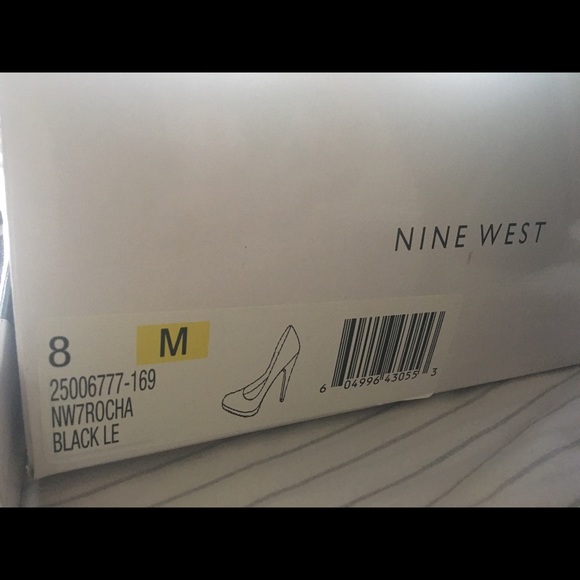 NINE WEST
8 M
25006777-169
NW7ROCHA
BLACK LE
6 04996 43055 3